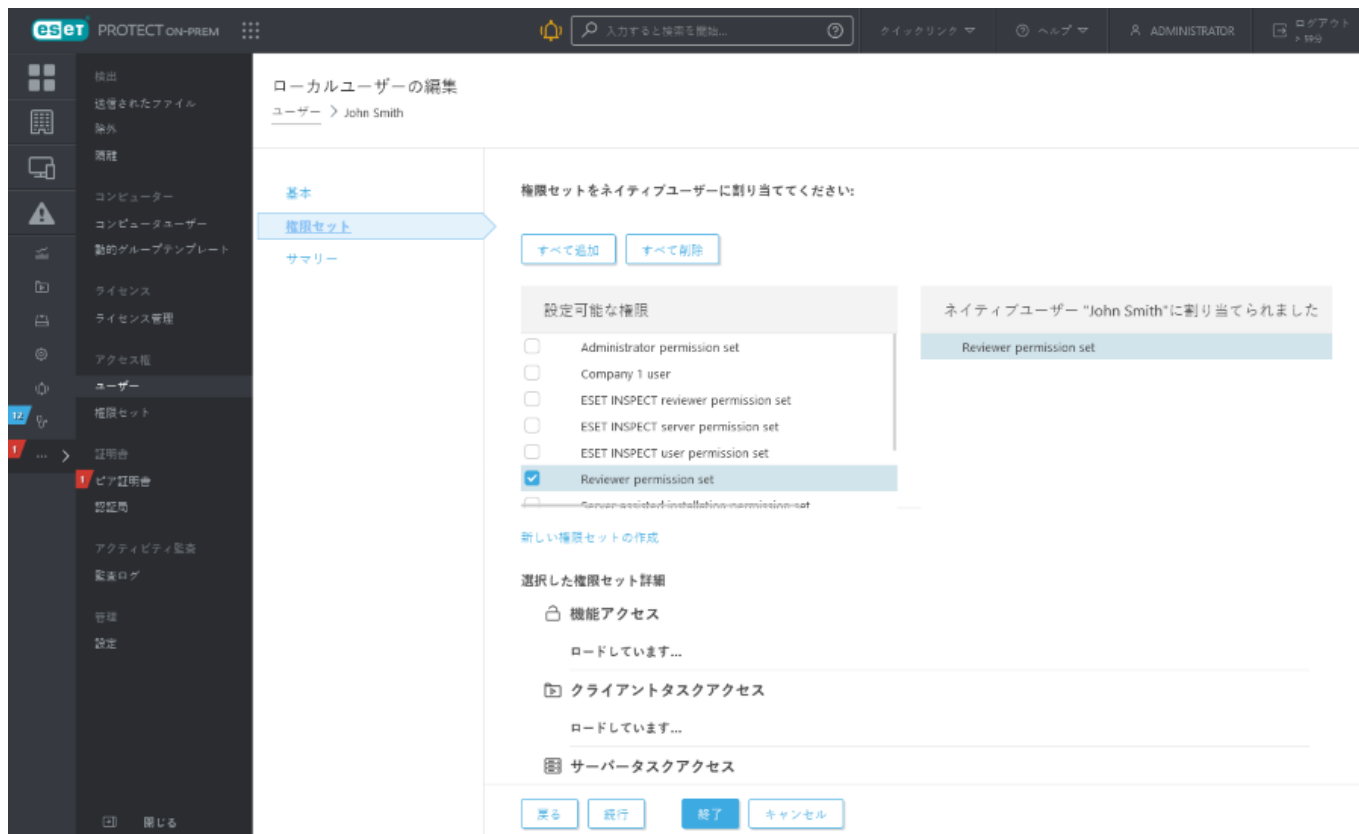 eset PROTECT ON-PREM
入力すると検索を開始...
クイックリンク
ヘルプ
ADMINISTRATOR
ログアウト
> 59分
検出
送信されたファイル
除外
隔離
コンピューター
コンピュータユーザー
動的グループテンプレート
ライセンス
ライセンス管理
アクセス権
ユーザー
権限セット
12
1
...
証明書
1
ピア証明書
認証局
アクティビティ監査
監査ログ
管理
設定
閉じる
ローカルユーザーの編集
ユーザー > John Smith
基本
権限セット
サマリー
権限セットをネイティブユーザーに割り当ててください:
すべて追加
すべて削除
設定可能な権限
Administrator permission set
Company 1 user
ESET INSPECT reviewer permission set
ESET INSPECT server permission set
ESET INSPECT user permission set
Reviewer permission set
Server assisted installation permission set
ネイティブユーザー "John Smith"に割り当てられました
Reviewer permission set
新しい権限セットの作成
選択した権限セット詳細
機能アクセス
ロードしています...
クライアントタスクアクセス
ロードしています...
サーバータスクアクセス
戻る
続行
終了
キャンセル